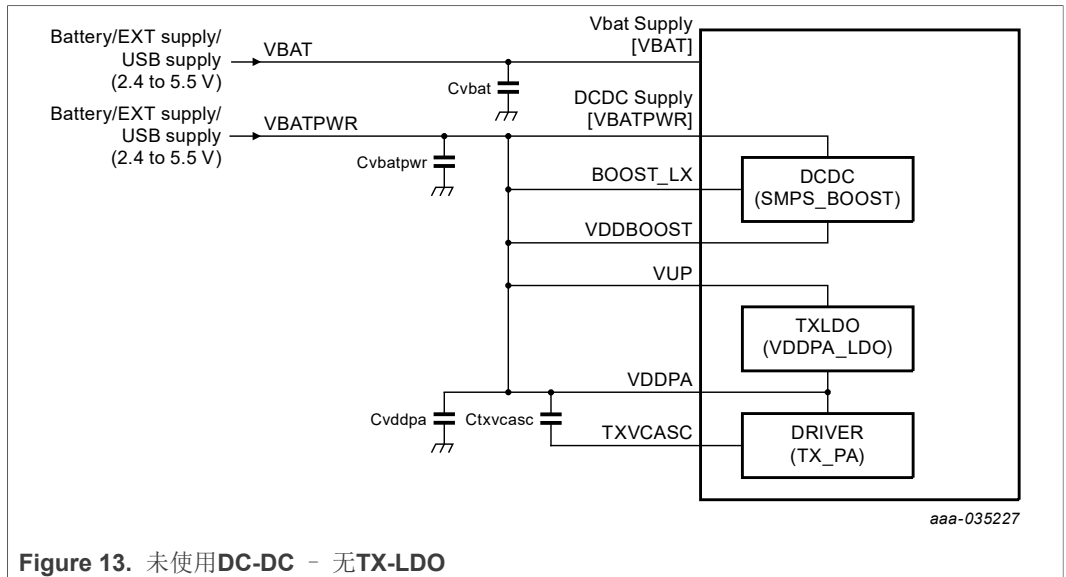 Battery/EXT supply/
USB supply
(2.4 to 5.5 V)
VBAT
Vbat Supply
[VBAT]
Cvbat
Battery/EXT supply/
USB supply
(2.4 to 5.5 V)
VBATPWR
DCDC Supply
[VBATPWR]
Cvbatpwr
BOOST_LX
DCDC
(SMPS_BOOST)
VDDBOOST
VUP
TXLDO
(VDDPA_LDO)
VDDPA
Cvddpa
Ctxvcasc
TXVCASC
DRIVER
(TX_PA)
aaa-035227
Figure 13. 未使用DC-DC – 无TX-LDO